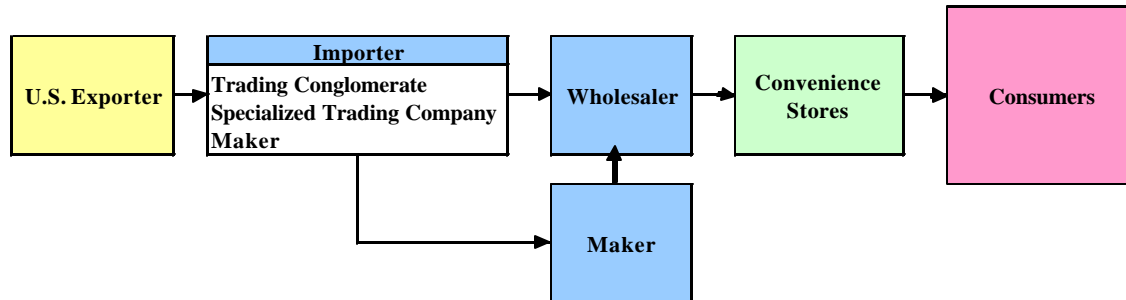 U.S. Exporter
Importer
Trading Conglomerate
Specialized Trading Company
Maker
Wholesaler
Convenience
Stores
Consumers
Maker